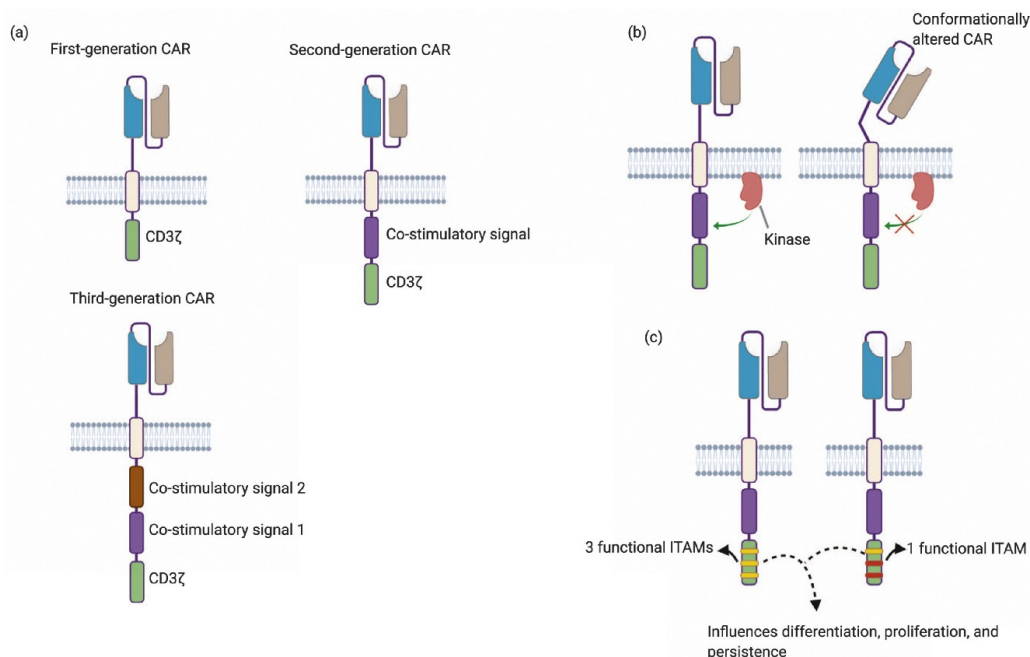 (a)
First-generation CAR
CD3ζ
Second-generation CAR
Co-stimulatory signal
CD3ζ
Third-generation CAR
Co-stimulatory signal 2
Co-stimulatory signal 1
CD3ζ
(b)
Conformationally
altered CAR
Kinase
(c)
3 functional ITAMs
1 functional ITAM
Influences differentiation, proliferation, and
persistence